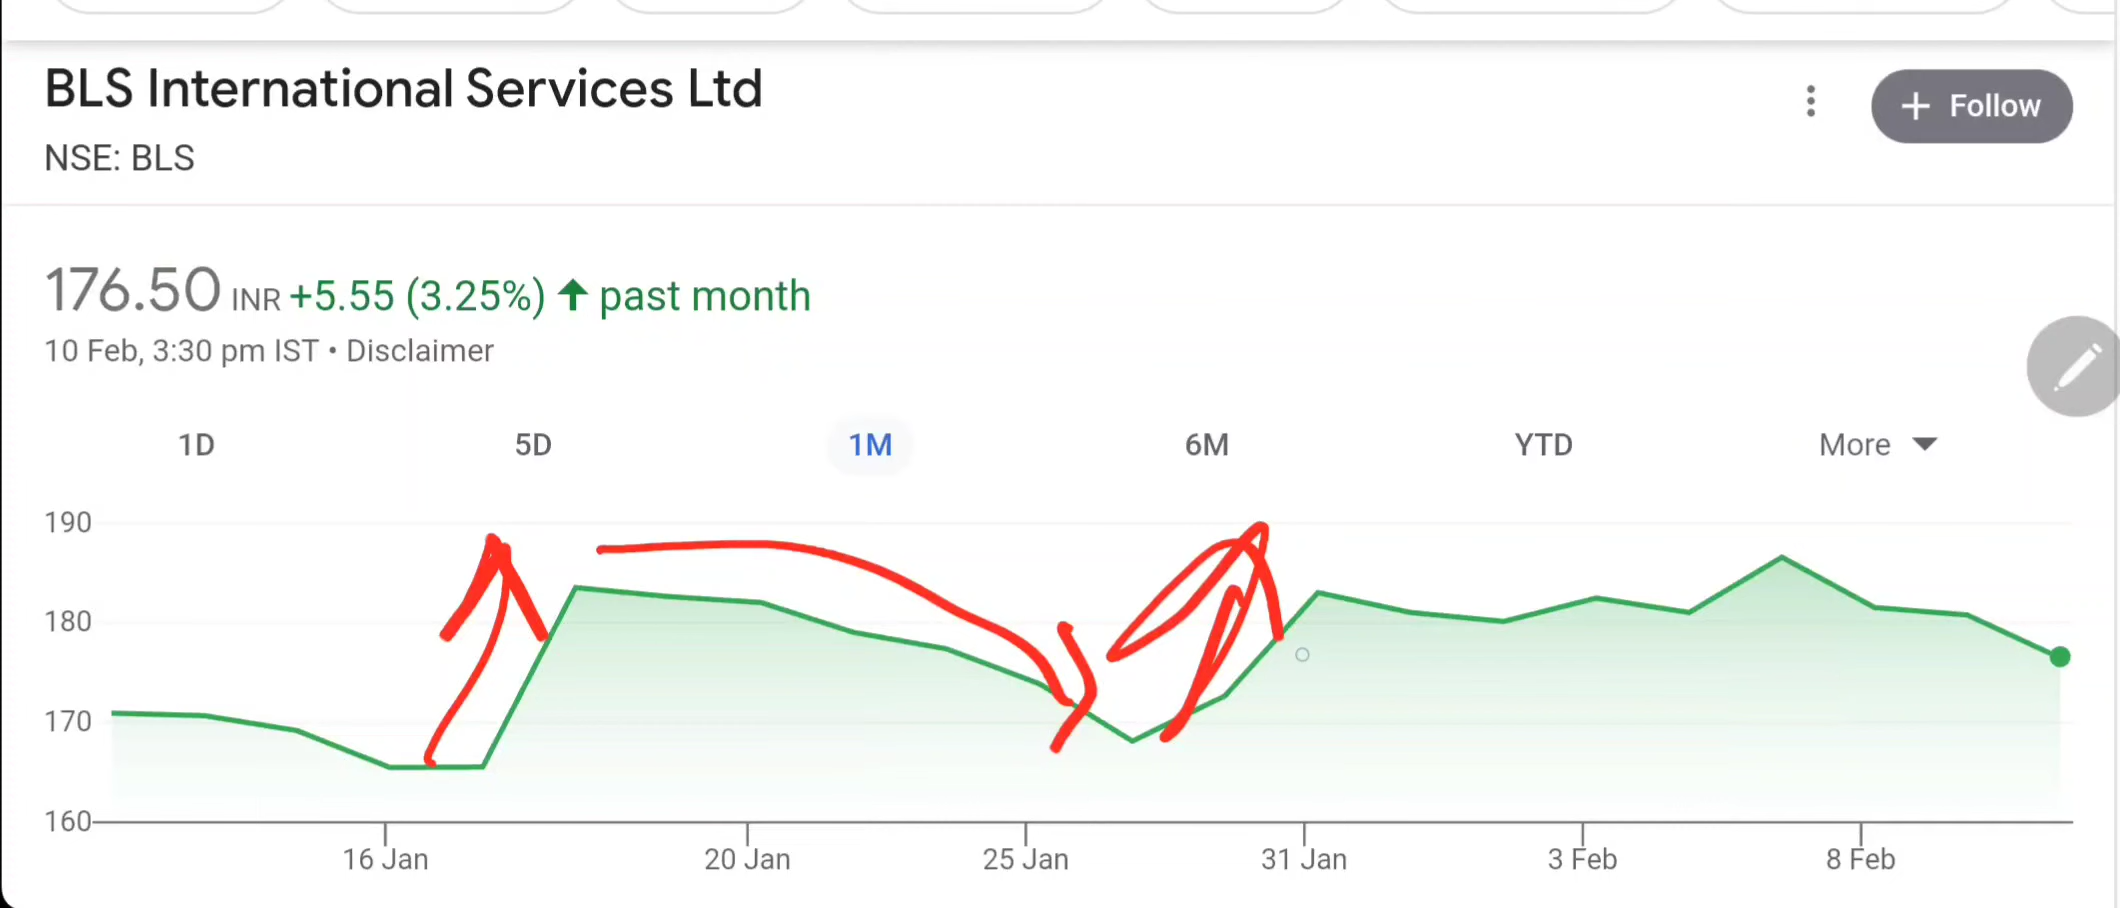 BLS International Services Ltd
+ Follow
NSE: BLS
176.50 INR +5.55 (3.25%) ↑ past month
10 Feb, 3:30 pm IST • Disclaimer
1D 5D 1M 6M YTD More
190
180
170
160
16 Jan 20 Jan 25 Jan 31 Jan 3 Feb 8 Feb